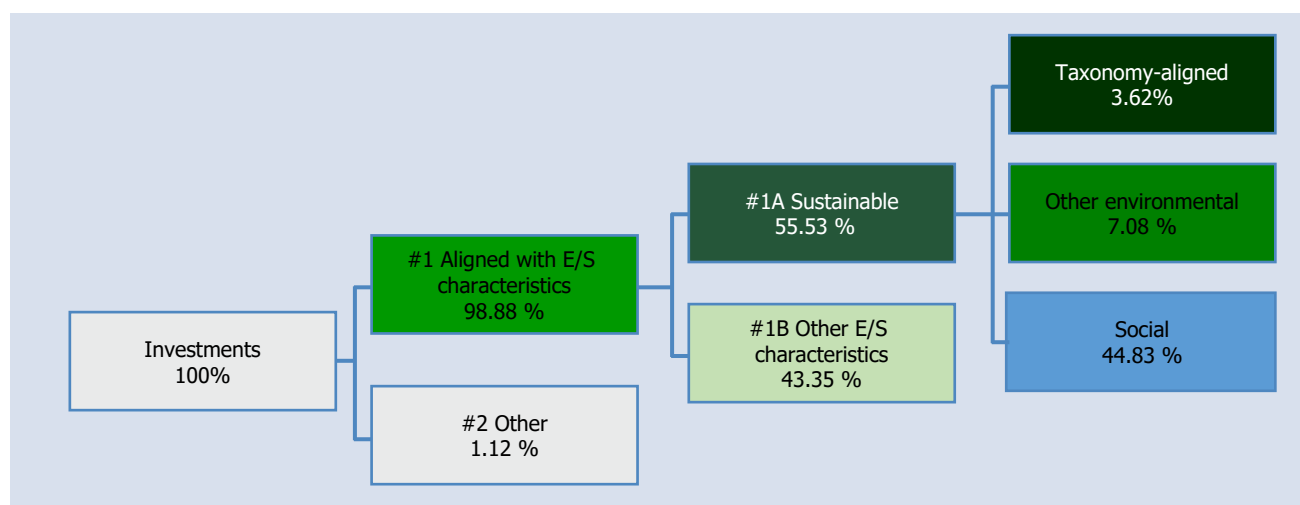 Investments
100%
#1 Aligned with E/S
characteristics
98.88 %
#2 Other
1.12 %
#1A Sustainable
55.53 %
#1B Other E/S
characteristics
43.35 %
Taxonomy-aligned
3.62%
Other environmental
7.08 %
Social
44.83 %